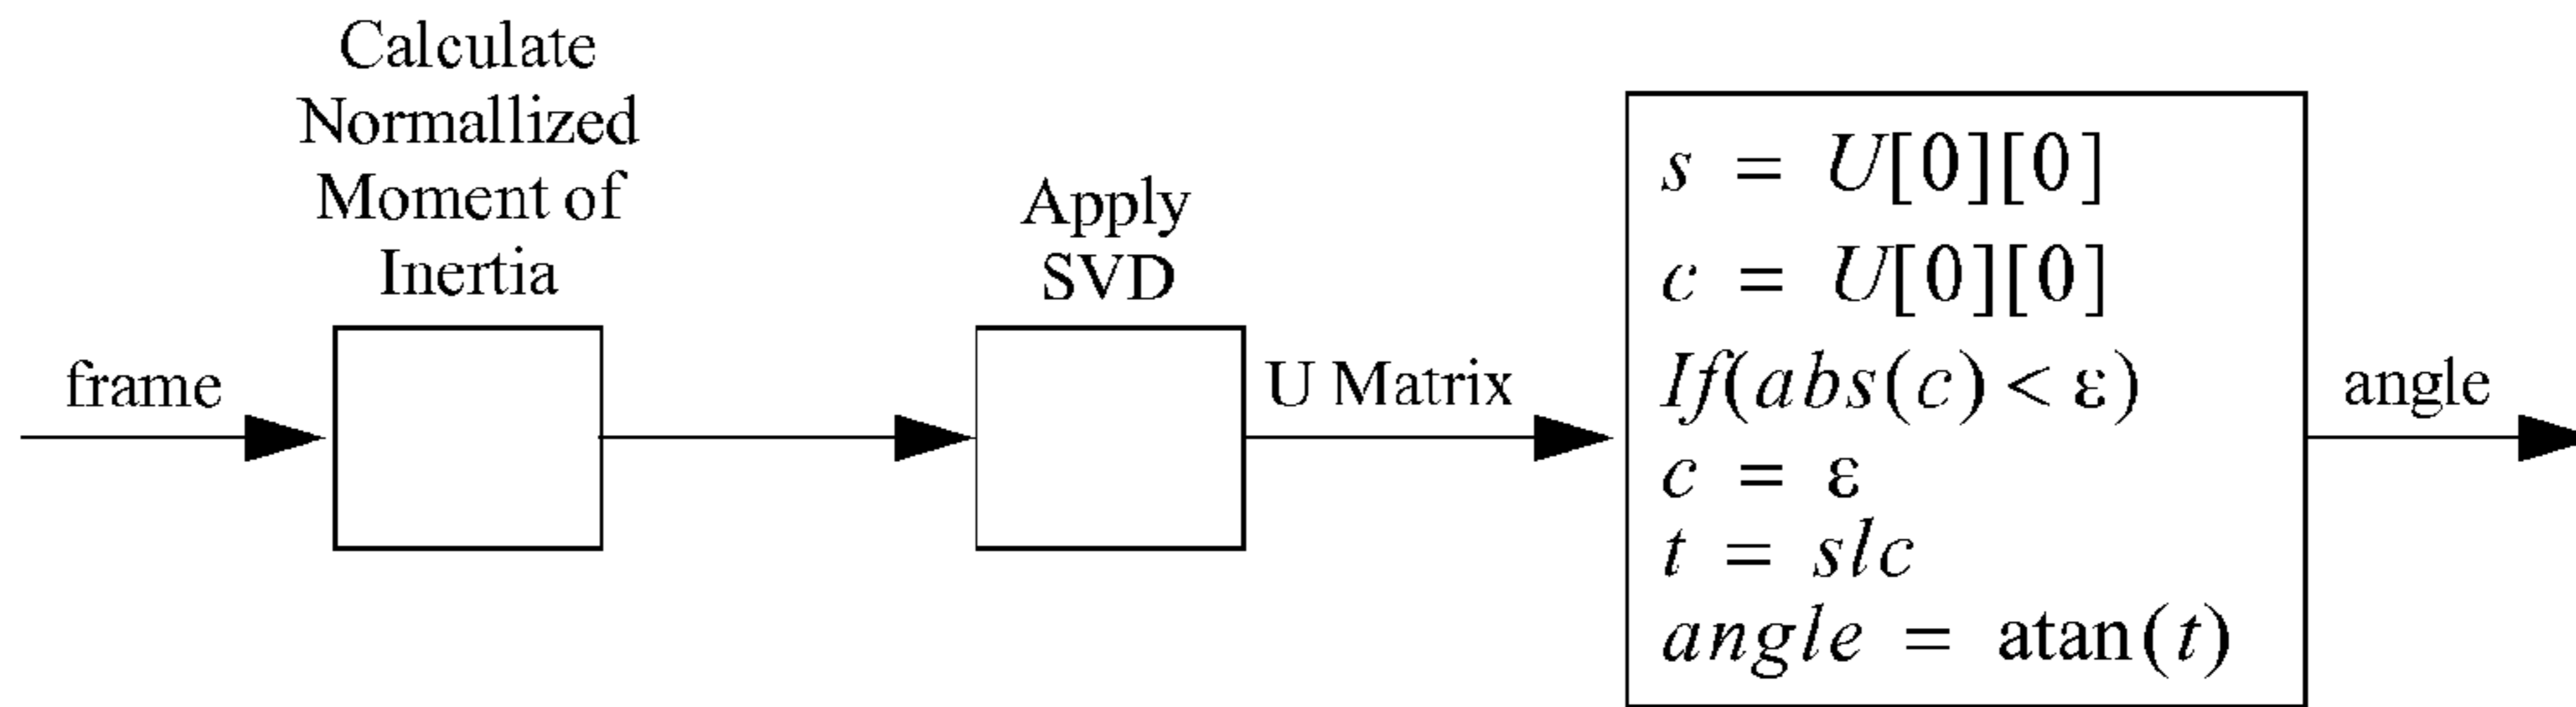 Calculate
Normallized
Moment of
Inertia
Apply
SVD
frame
U Matrix
s = U[0][0]
c = U[0][0]
If(abs(c) < ε)
c = ε
t = slc
angle = atan(t)
angle